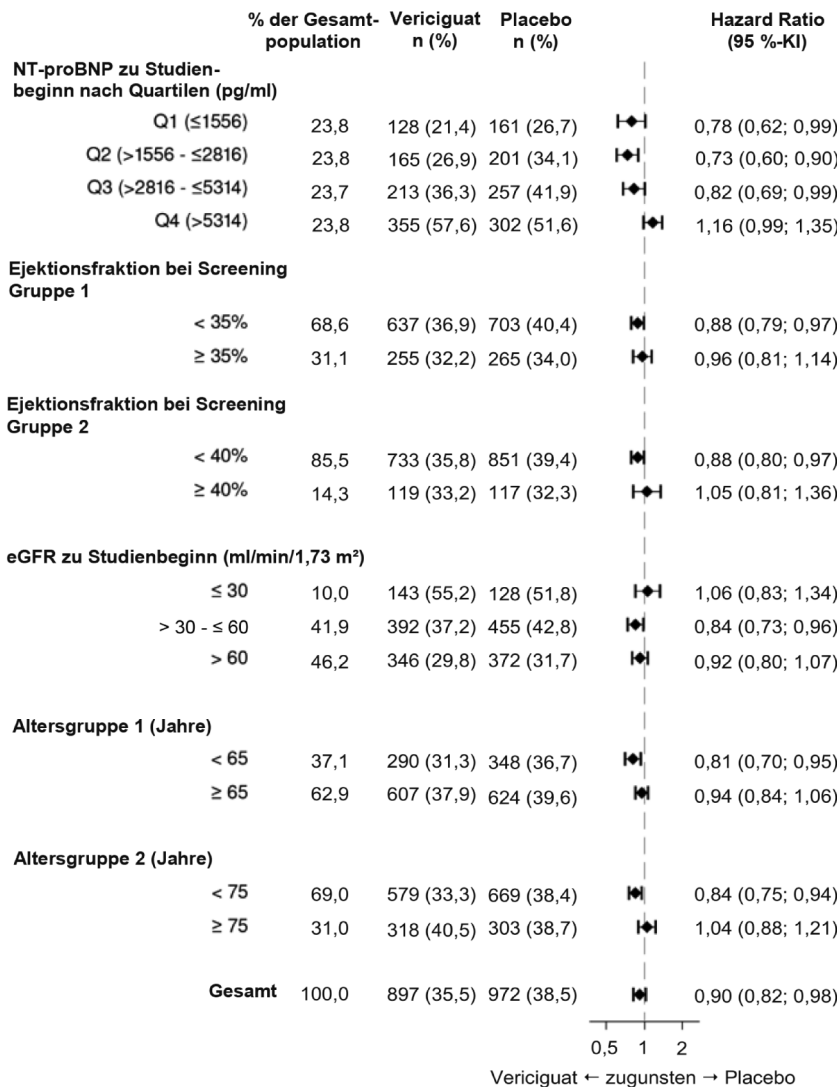 % der Gesamt- Vericiguat Placebo Hazard Ratio
population n (%) n (%) (95 %-KI)
NT-proBNP zu Studien-
beginn nach Quartilen (pg/ml)
Q1 (≤1556) 23,8 128 (21,4) 161 (26,7) 0,78 (0,62; 0,99)
Q2 (>1556 - ≤2816) 23,8 165 (26,9) 201 (34,1) 0,73 (0,60; 0,90)
Q3 (>2816 - ≤5314) 23,7 213 (36,3) 257 (41,9) 0,82 (0,69; 0,99)
Q4 (>5314) 23,8 355 (57,6) 302 (51,6) 1,16 (0,99; 1,35)
Ejektionsfraktion bei Screening
Gruppe 1
< 35% 68,6 637 (36,9) 703 (40,4) 0,88 (0,79; 0,97)
≥ 35% 31,1 255 (32,2) 265 (34,0) 0,96 (0,81; 1,14)
Ejektionsfraktion bei Screening
Gruppe 2
< 40% 85,5 733 (35,8) 851 (39,4) 0,88 (0,80; 0,97)
≥ 40% 14,3 119 (33,2) 117 (32,3) 1,05 (0,81; 1,36)
eGFR zu Studienbeginn (ml/min/1,73 m²)
≤ 30 10,0 143 (55,2) 128 (51,8) 1,06 (0,83; 1,34)
> 30 - ≤ 60 41,9 392 (37,2) 455 (42,8) 0,84 (0,73; 0,96)
> 60 46,2 346 (29,8) 372 (31,7) 0,92 (0,80; 1,07)
Altersgruppe 1 (Jahre)
< 65 37,1 290 (31,3) 348 (36,7) 0,81 (0,70; 0,95)
≥ 65 62,9 607 (37,9) 624 (39,6) 0,94 (0,84; 1,06)
Altersgruppe 2 (Jahre)
< 75 69,0 579 (33,3) 669 (38,4) 0,84 (0,75; 0,94)
≥ 75 31,0 318 (40,5) 303 (38,7) 1,04 (0,88; 1,21)
Gesamt 100,0 897 (35,5) 972 (38,5) 0,90 (0,82; 0,98)
0,5 1 2
Vericiguat ← zugunsten → Placebo